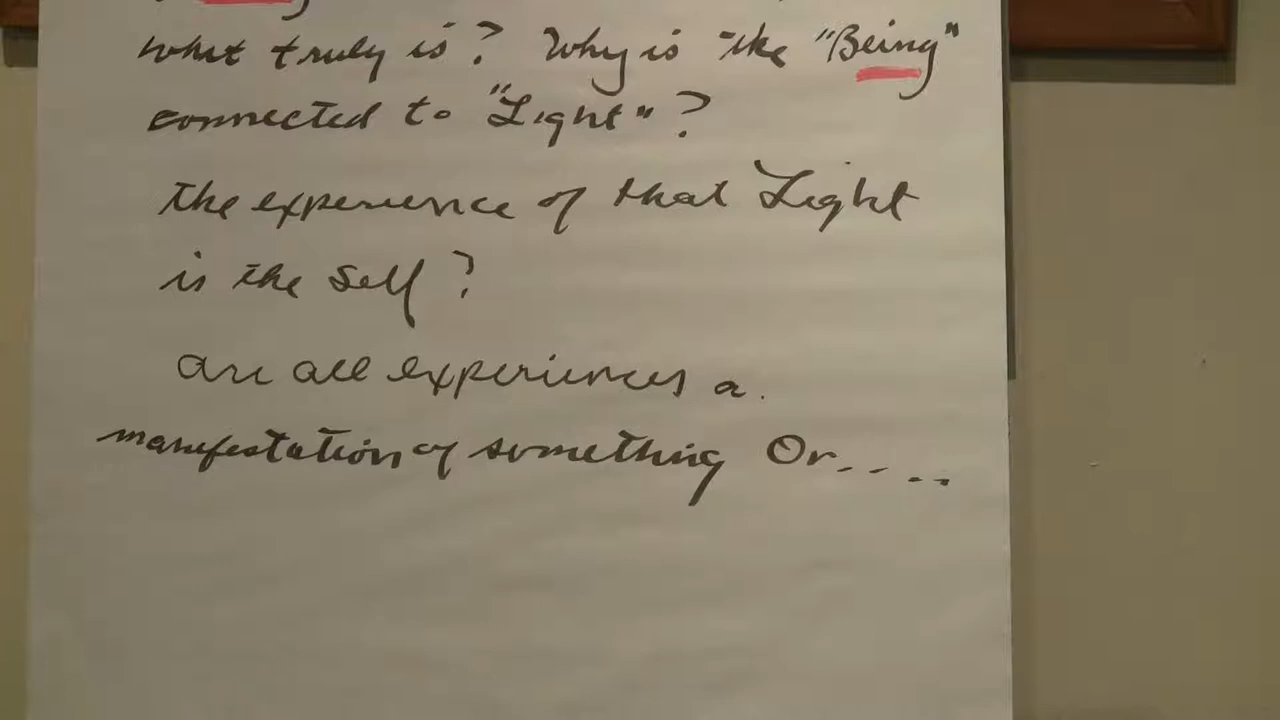 what truly is? Why is the "Being"
connected to "Light"?
The experience of that Light
is the Self?
are all experiences a.
manifestation of something Or.....